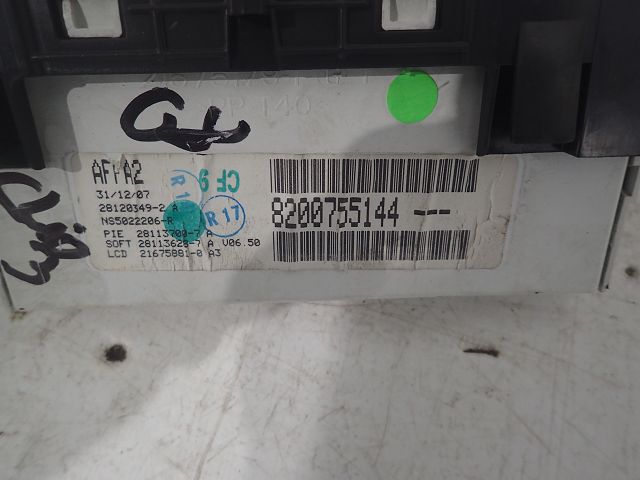 AFFA2
31/12/07
28120349-2 A
NS5022206-R
PIE 28113700-7 A
SOFT 28113628-7 A V06.50
LCD 21675881-0 A3
CF 9
R 1
R 17
8200755144 ---